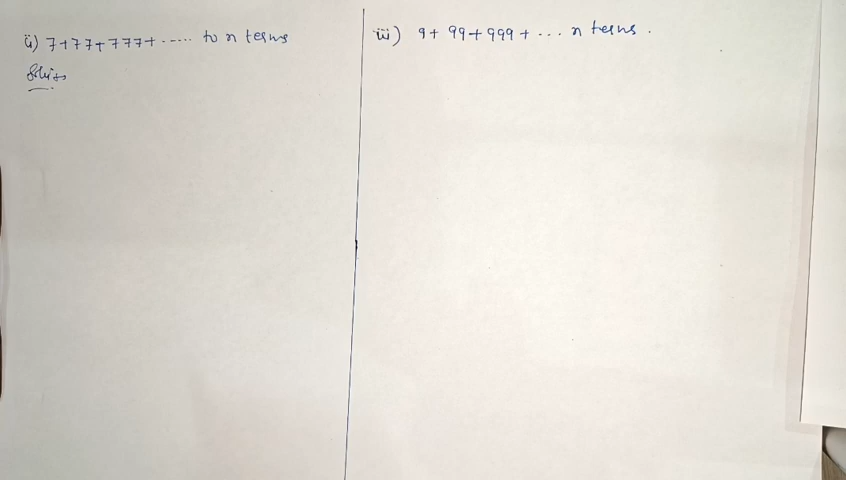 ii) 7+77+777+ ..... to n terms
Soln:-
iii) 9+ 99+999 + ... n terms.